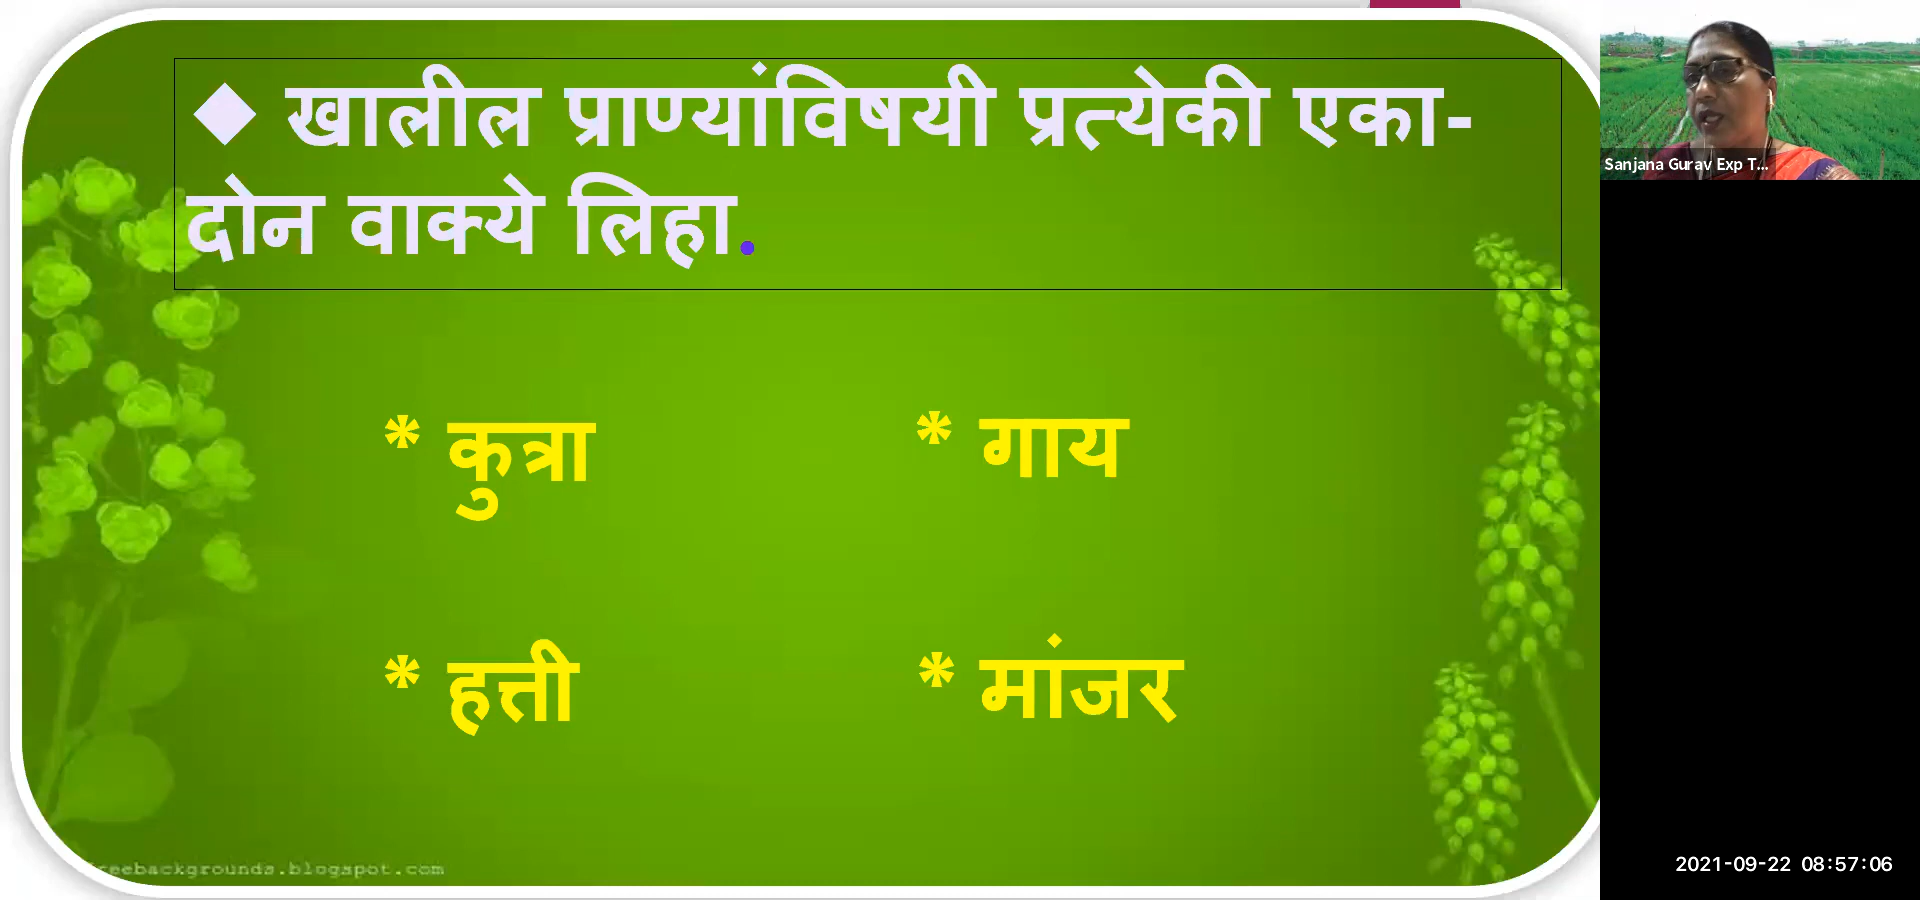 ◆ खालील प्राण्यांविषयी प्रत्येकी एका-
दोन वाक्ये लिहा.
* कुत्रा
* गाय
* हत्ती
* मांजर
Sanjana Gurav Exp T...
reebackgrounds.blogspot.com
2021-09-22 08:57:06